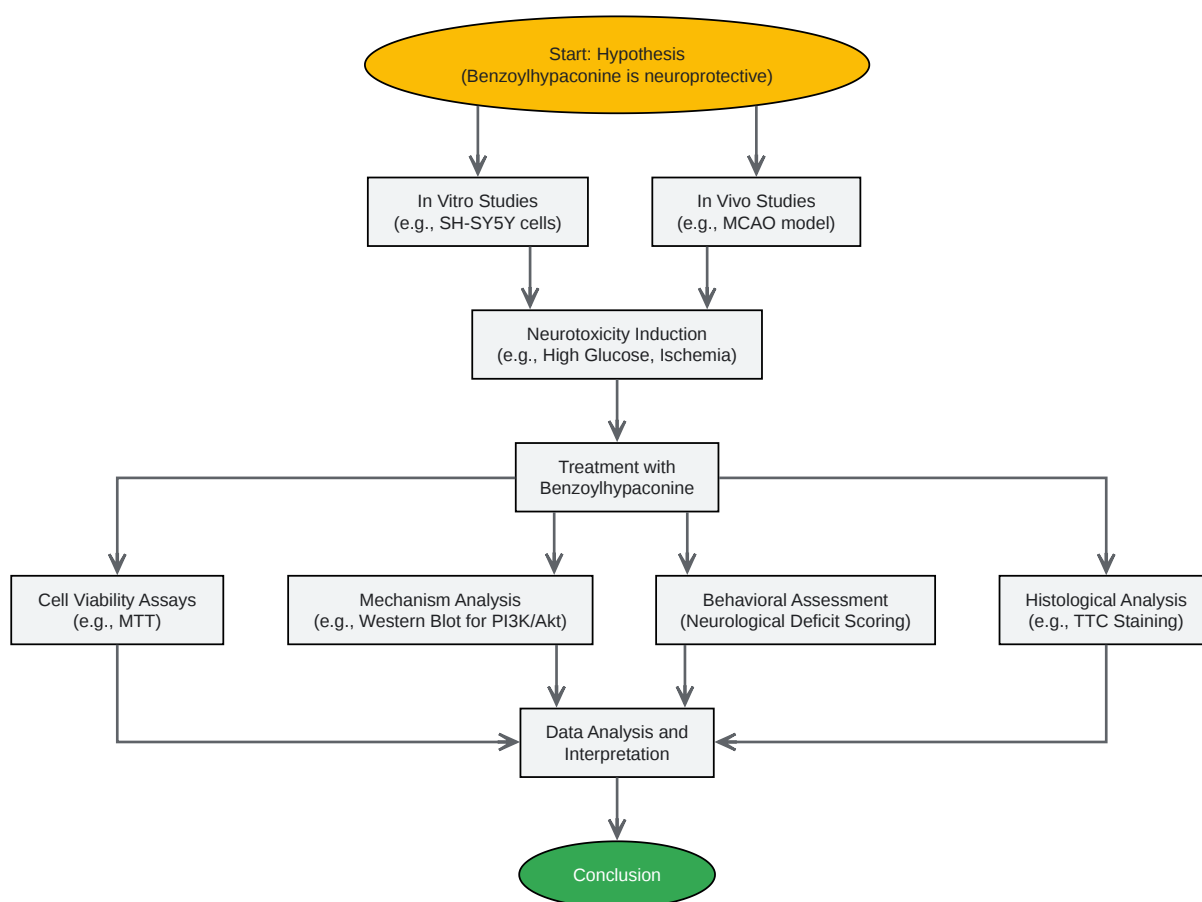 Start: Hypothesis
(Benzoylhypaconine is neuroprotective)
In Vitro Studies
(e.g., SH-SY5Y cells)
In Vivo Studies
(e.g., MCAO model)
Neurotoxicity Induction
(e.g., High Glucose, Ischemia)
Treatment with
Benzoylhypaconine
Cell Viability Assays
(e.g., MTT)
Mechanism Analysis
(e.g., Western Blot for PI3K/Akt)
Behavioral Assessment
(Neurological Deficit Scoring)
Histological Analysis
(e.g., TTC Staining)
Data Analysis and
Interpretation
Conclusion